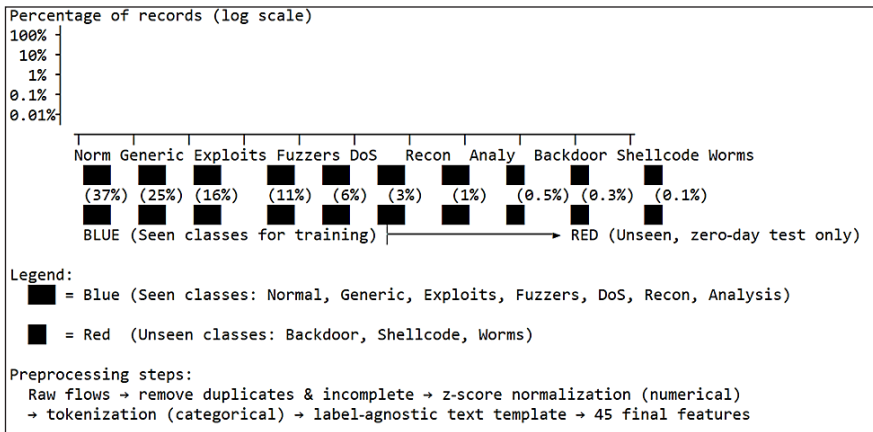 Percentage of records (log scale)
100%
10%
1%
0.1%
0.01%
Norm Generic Exploits Fuzzers DoS Recon Analy Backdoor Shellcode Worms
(37%) (25%) (16%) (11%) (6%) (3%) (1%) (0.5%) (0.3%) (0.1%)
BLUE (Seen classes for training) → RED (Unseen, zero-day test only)
Legend:
= Blue (Seen classes: Normal, Generic, Exploits, Fuzzers, DoS, Recon, Analysis)
= Red (Unseen classes: Backdoor, Shellcode, Worms)
Preprocessing steps:
Raw flows → remove duplicates & incomplete → z-score normalization (numerical)
→ tokenization (categorical) → label-agnostic text template → 45 final features